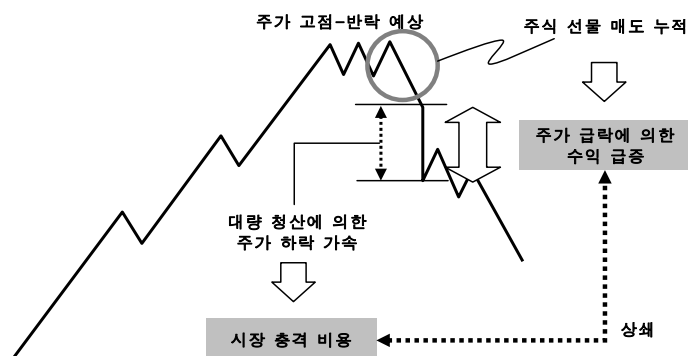 주가 고점-반락 예상
주식 선물 매도 누적
주가 급락에 의한
수익 급증
대량 청산에 의한
주가 하락 가속
시장 충격 비용
상쇄